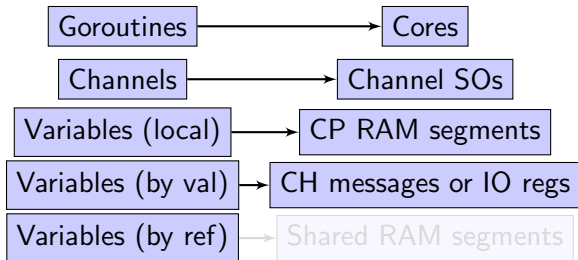 Goroutines Cores
Channels Channel SOs
Variables (local) CP RAM segments
Variables (by val) CH messages or IO regs
Variables (by ref) Shared RAM segments